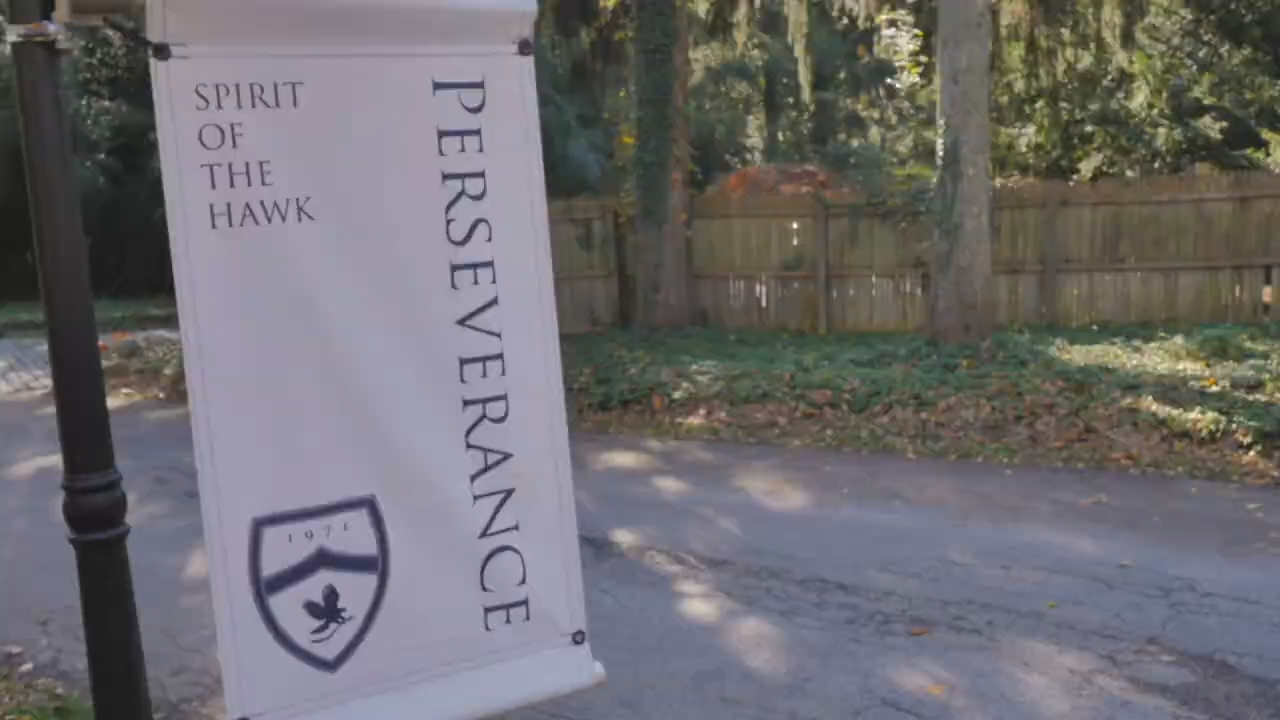 SPIRIT
OF
THE
HAWK
PERSEVERANCE
1971